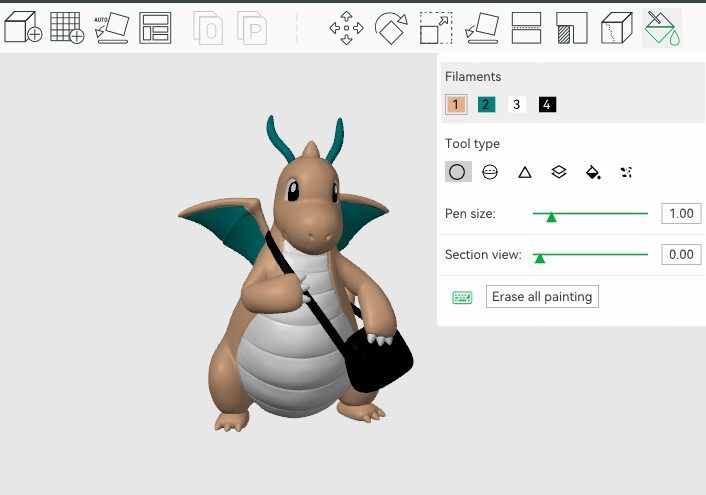 AUTO
O
P
Filaments
1 2 3 4
Tool type
Pen size: 1.00
Section view: 0.00
Erase all painting